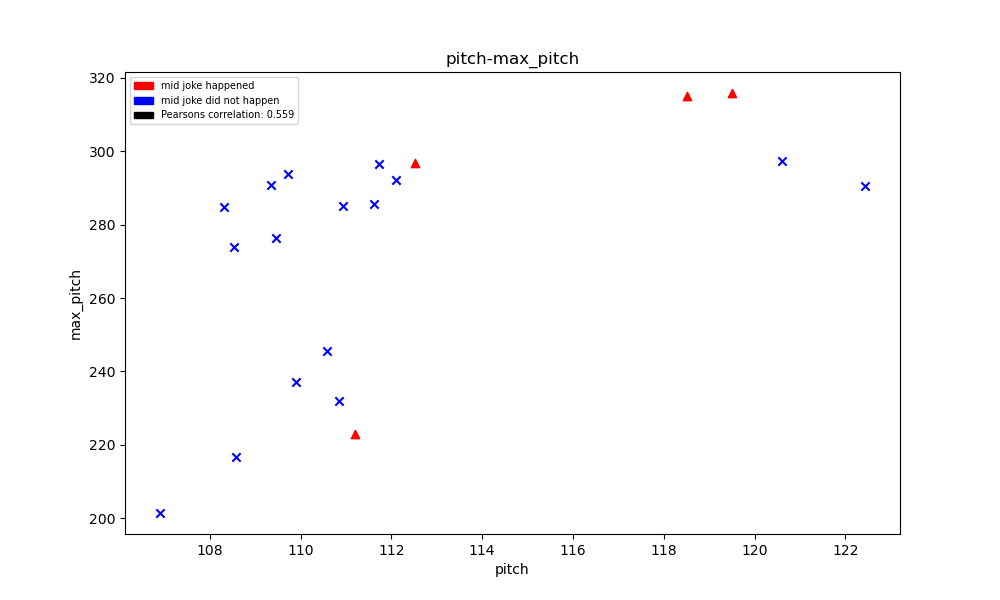 pitch-max_pitch
mid joke happened
mid joke did not happen
Pearsons correlation: 0.559
320
300
280
260
240
220
200
max_pitch
108 110 112 114 116 118 120 122
pitch